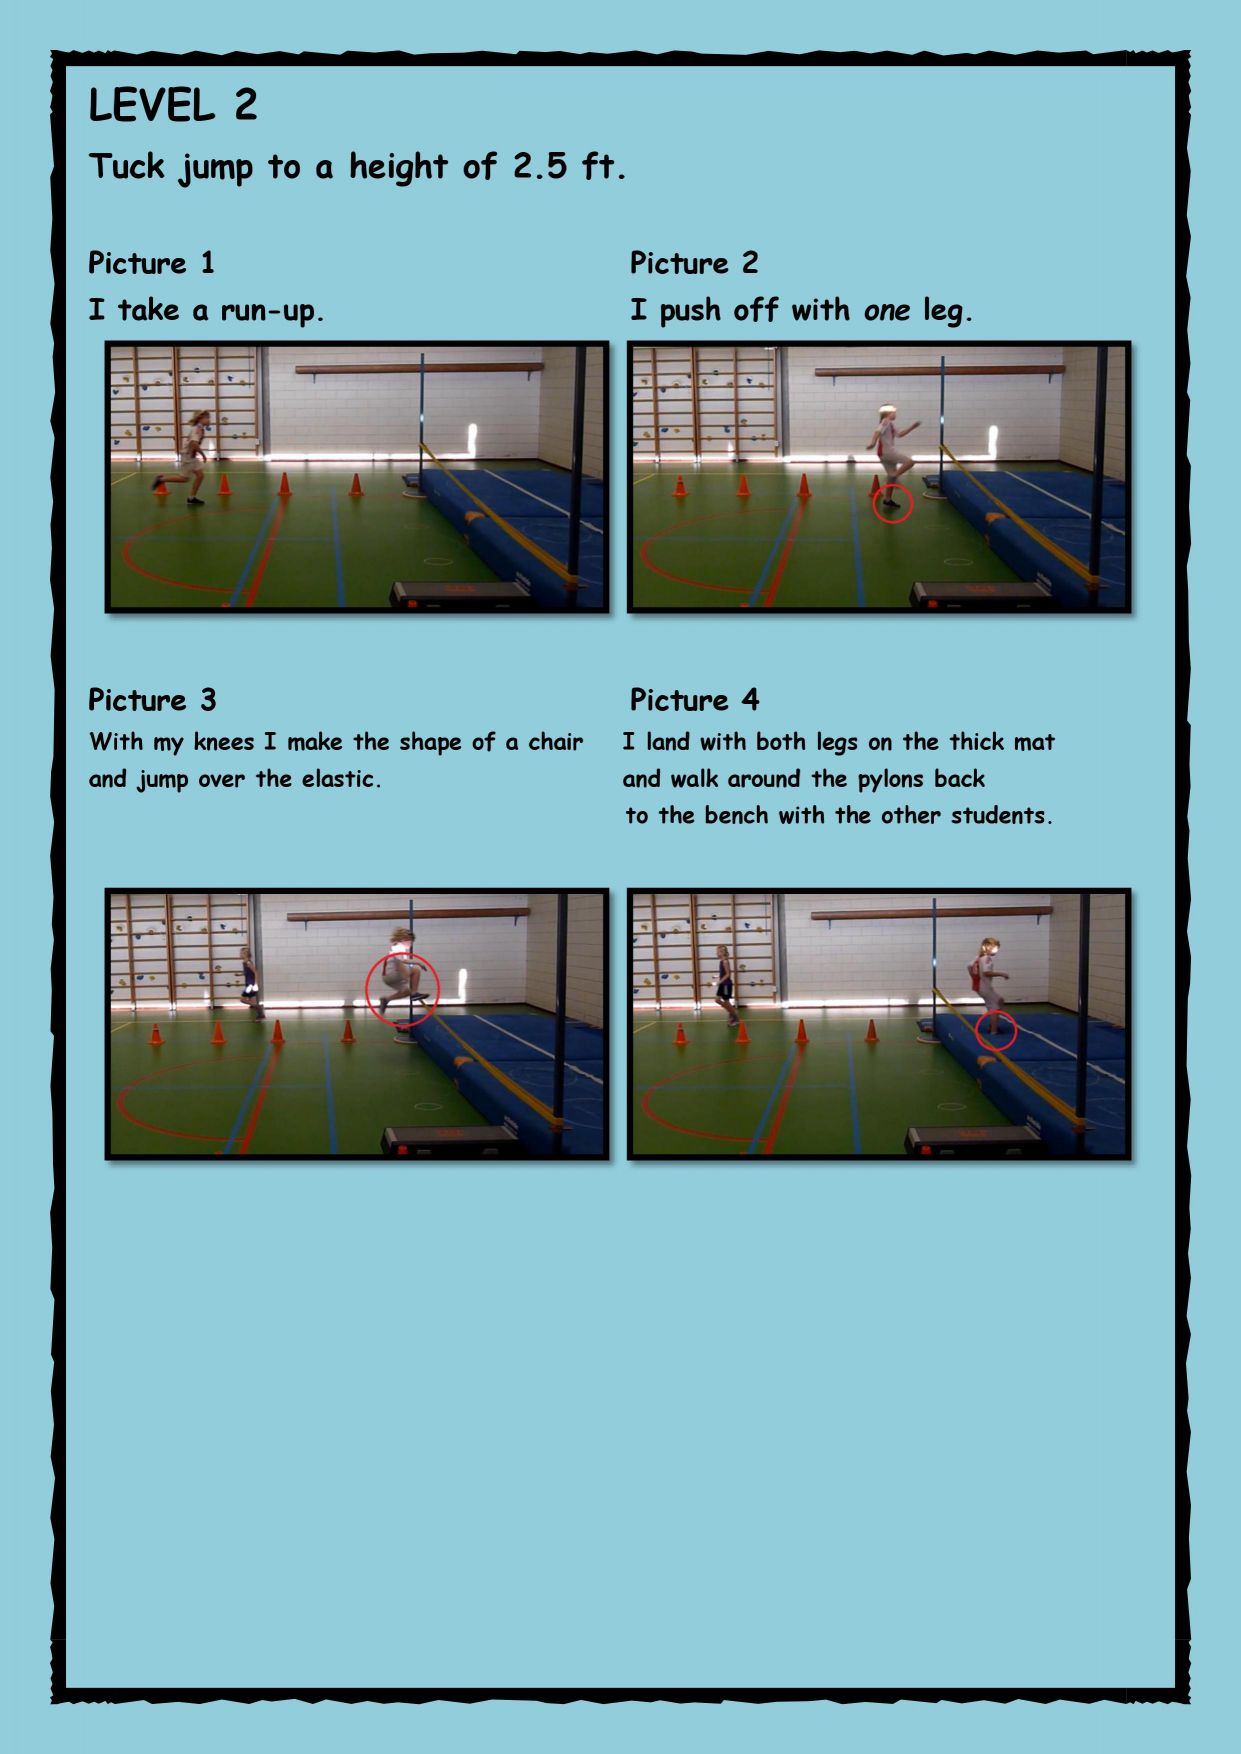 LEVEL 2
Tuck jump to a height of 2.5 ft.
Picture 1
I take a run-up.
Picture 2
I push off with one leg.
Picture 3
With my knees I make the shape of a chair
and jump over the elastic.
Picture 4
I land with both legs on the thick mat
and walk around the pylons back
to the bench with the other students.